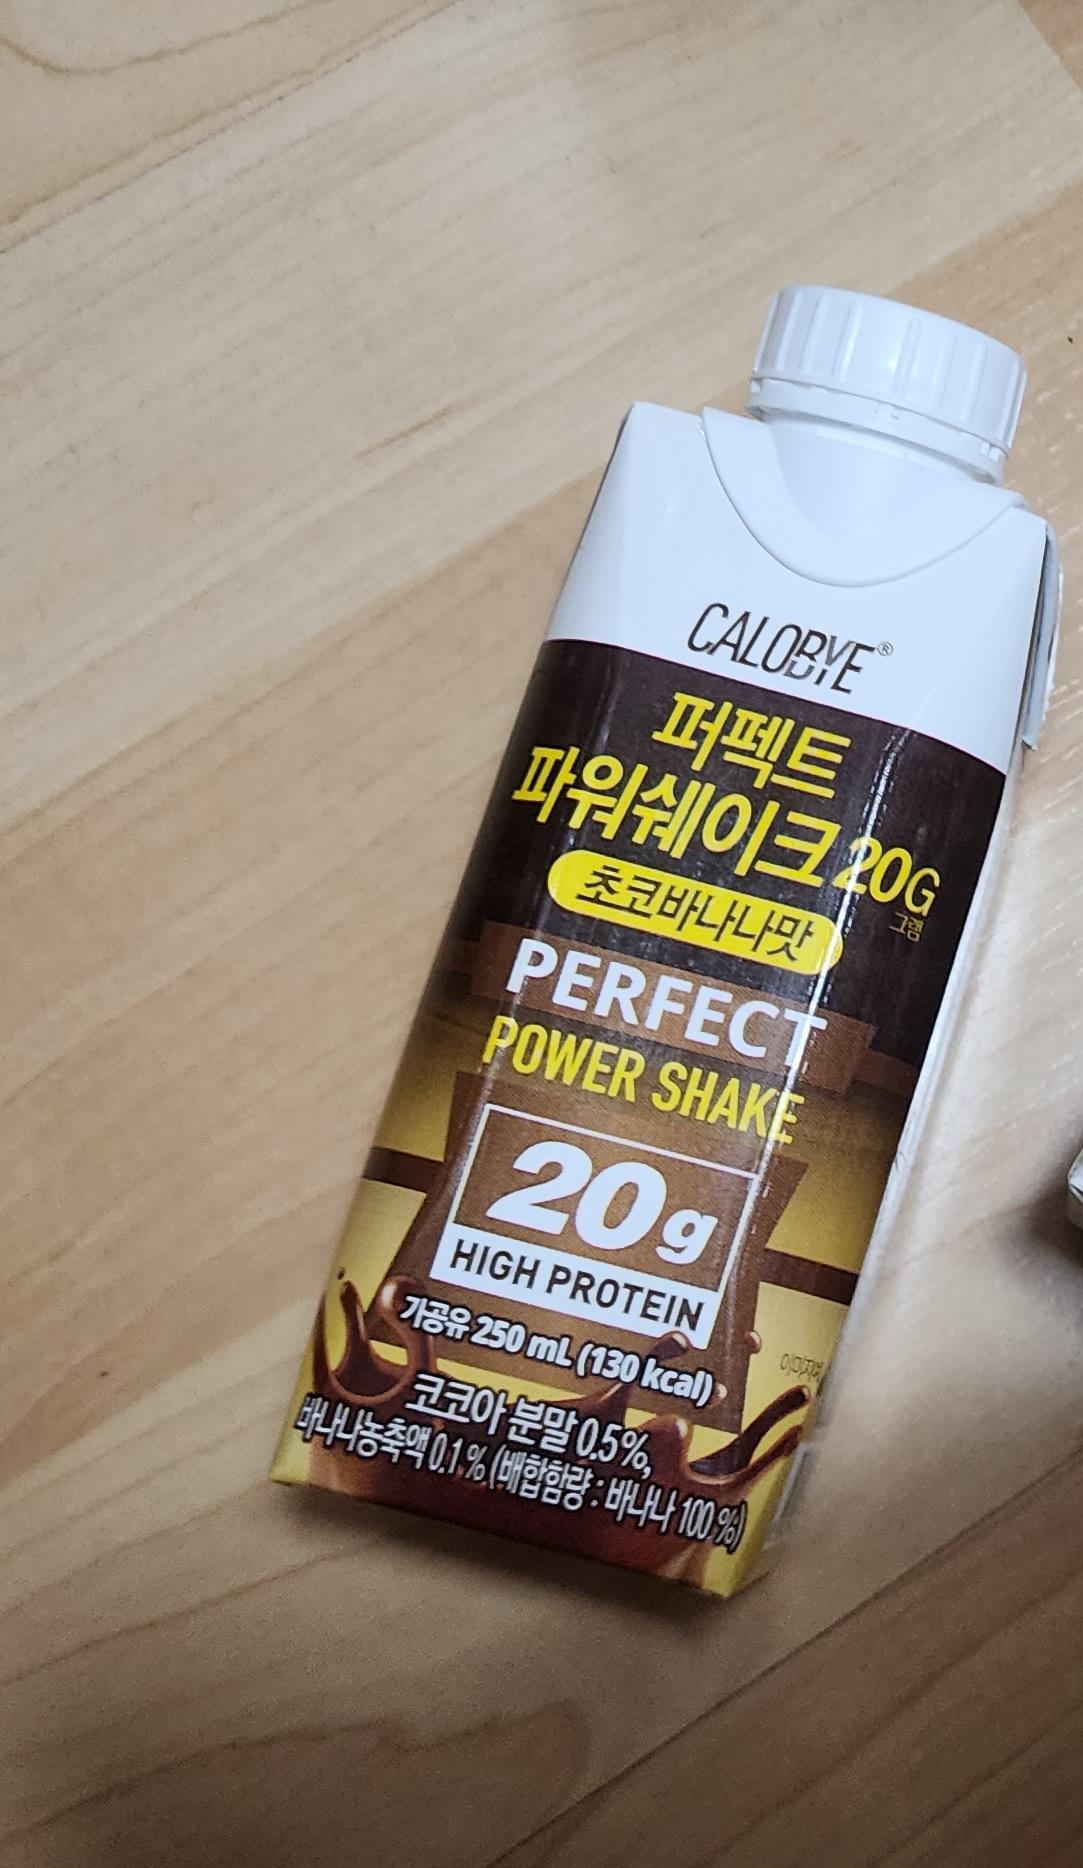 CALOBYE®
퍼펙트
파워쉐이크 20G
그램
초코바나나맛
PERFECT
POWER SHAKE
20 g
HIGH PROTEIN
가공유 250 mL (130 kcal)
코코아 분말 0.5%,
바나나농축액 0.1 % (배합함량 : 바나나 100 %)